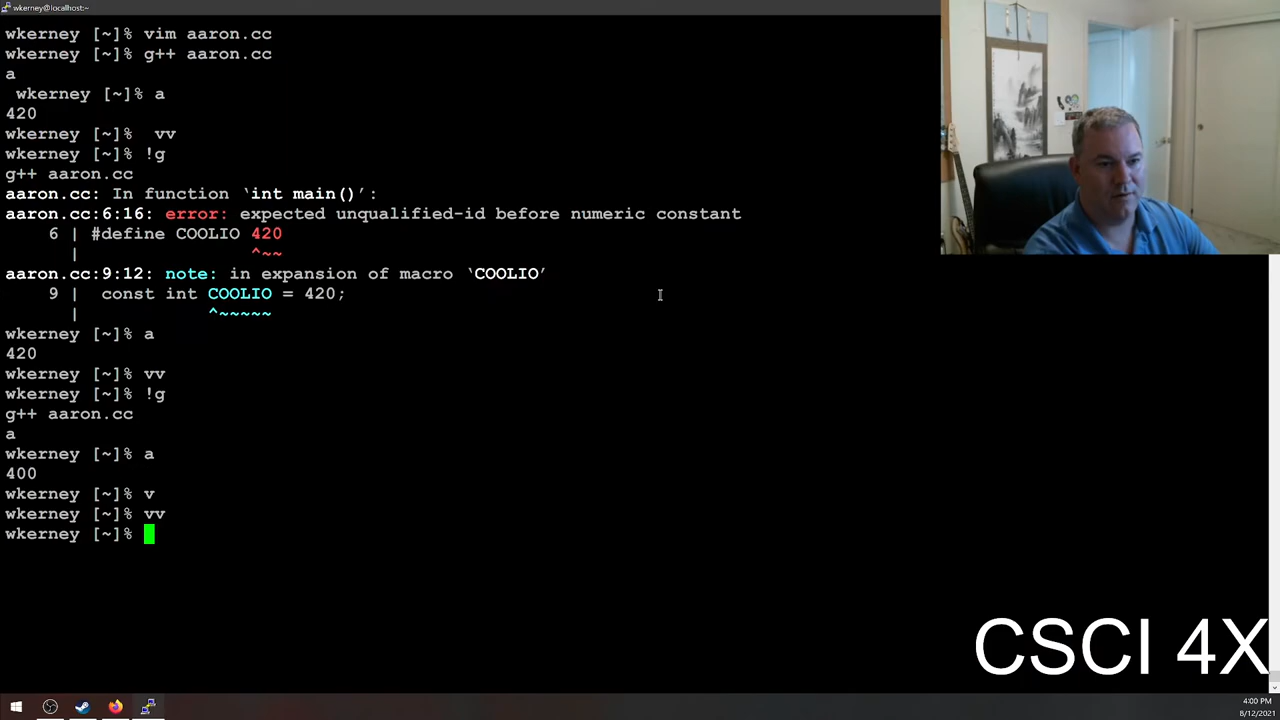 wkerney@localhost:~
wkerney [~]% vim aaron.cc
wkerney [~]% g++ aaron.cc
a
wkerney [~]% a
420
wkerney [~]%  vv
wkerney [~]% !g
g++ aaron.cc
aaron.cc: In function ‘int main()’:
aaron.cc:6:16: error: expected unqualified-id before numeric constant
6 | #define COOLIO 420
| ^~~
aaron.cc:9:12: note: in expansion of macro ‘COOLIO’
9 |  const int COOLIO = 420;
| ^~~~~~
wkerney [~]% a
420
wkerney [~]% vv
wkerney [~]% !g
g++ aaron.cc
a
wkerney [~]% a
400
wkerney [~]% v
wkerney [~]% vv
wkerney [~]%
CSCI 4X
4:00 PM
8/12/2021